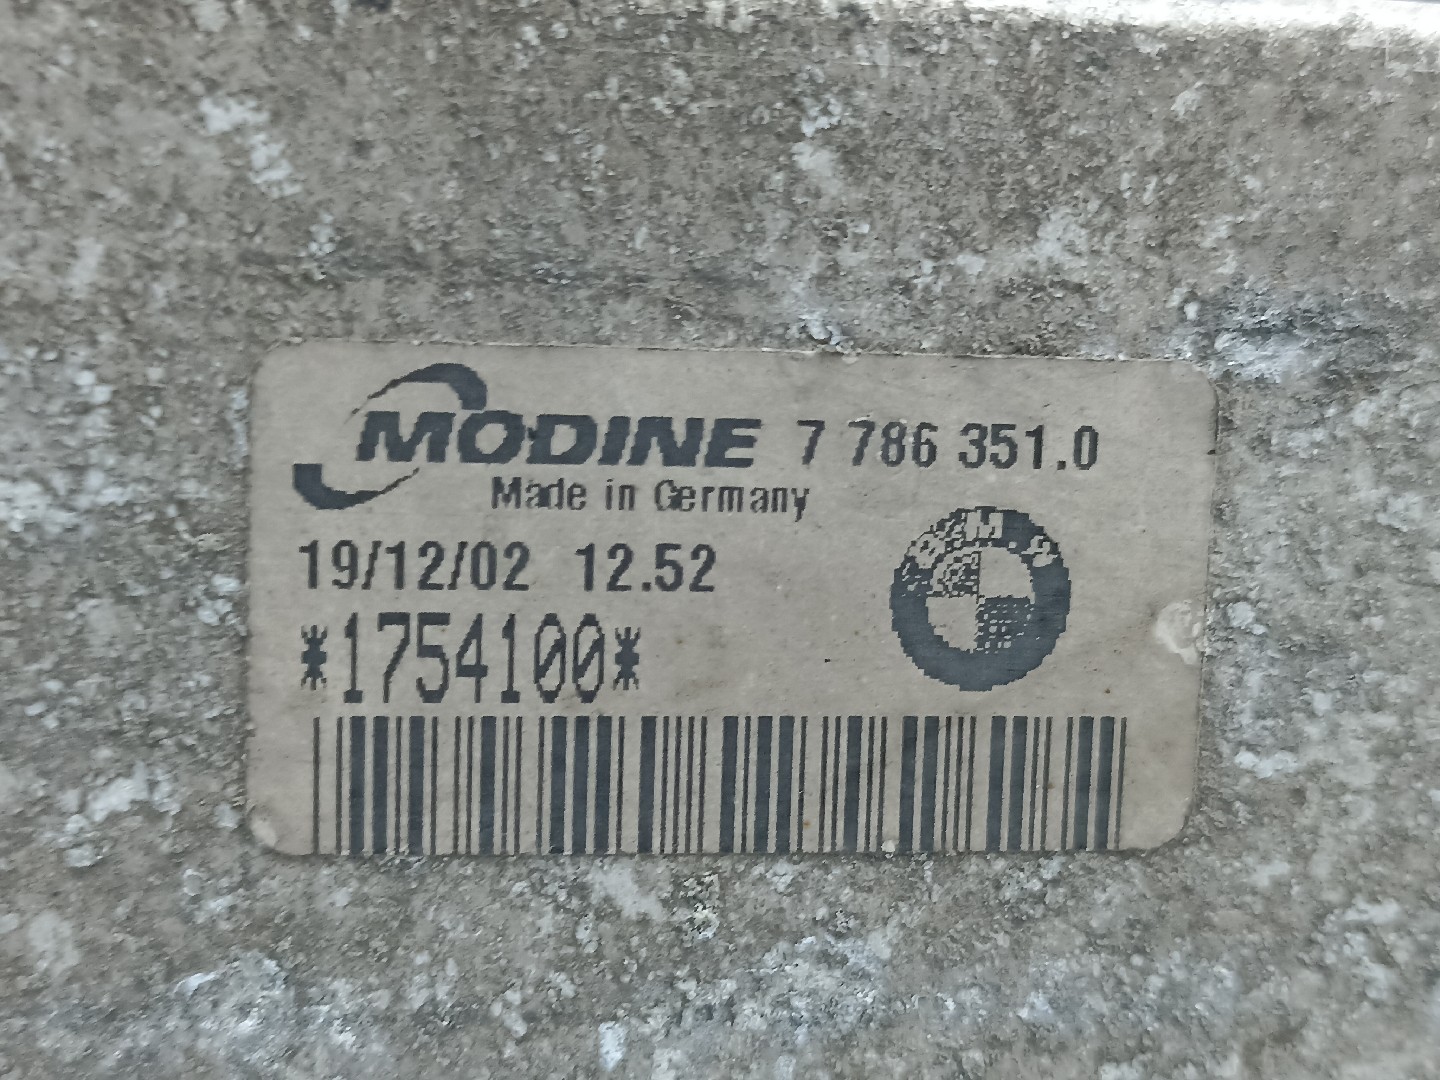 MODINE 7 786 351.0
Made in Germany
19/12/02 12.52
*1754100*